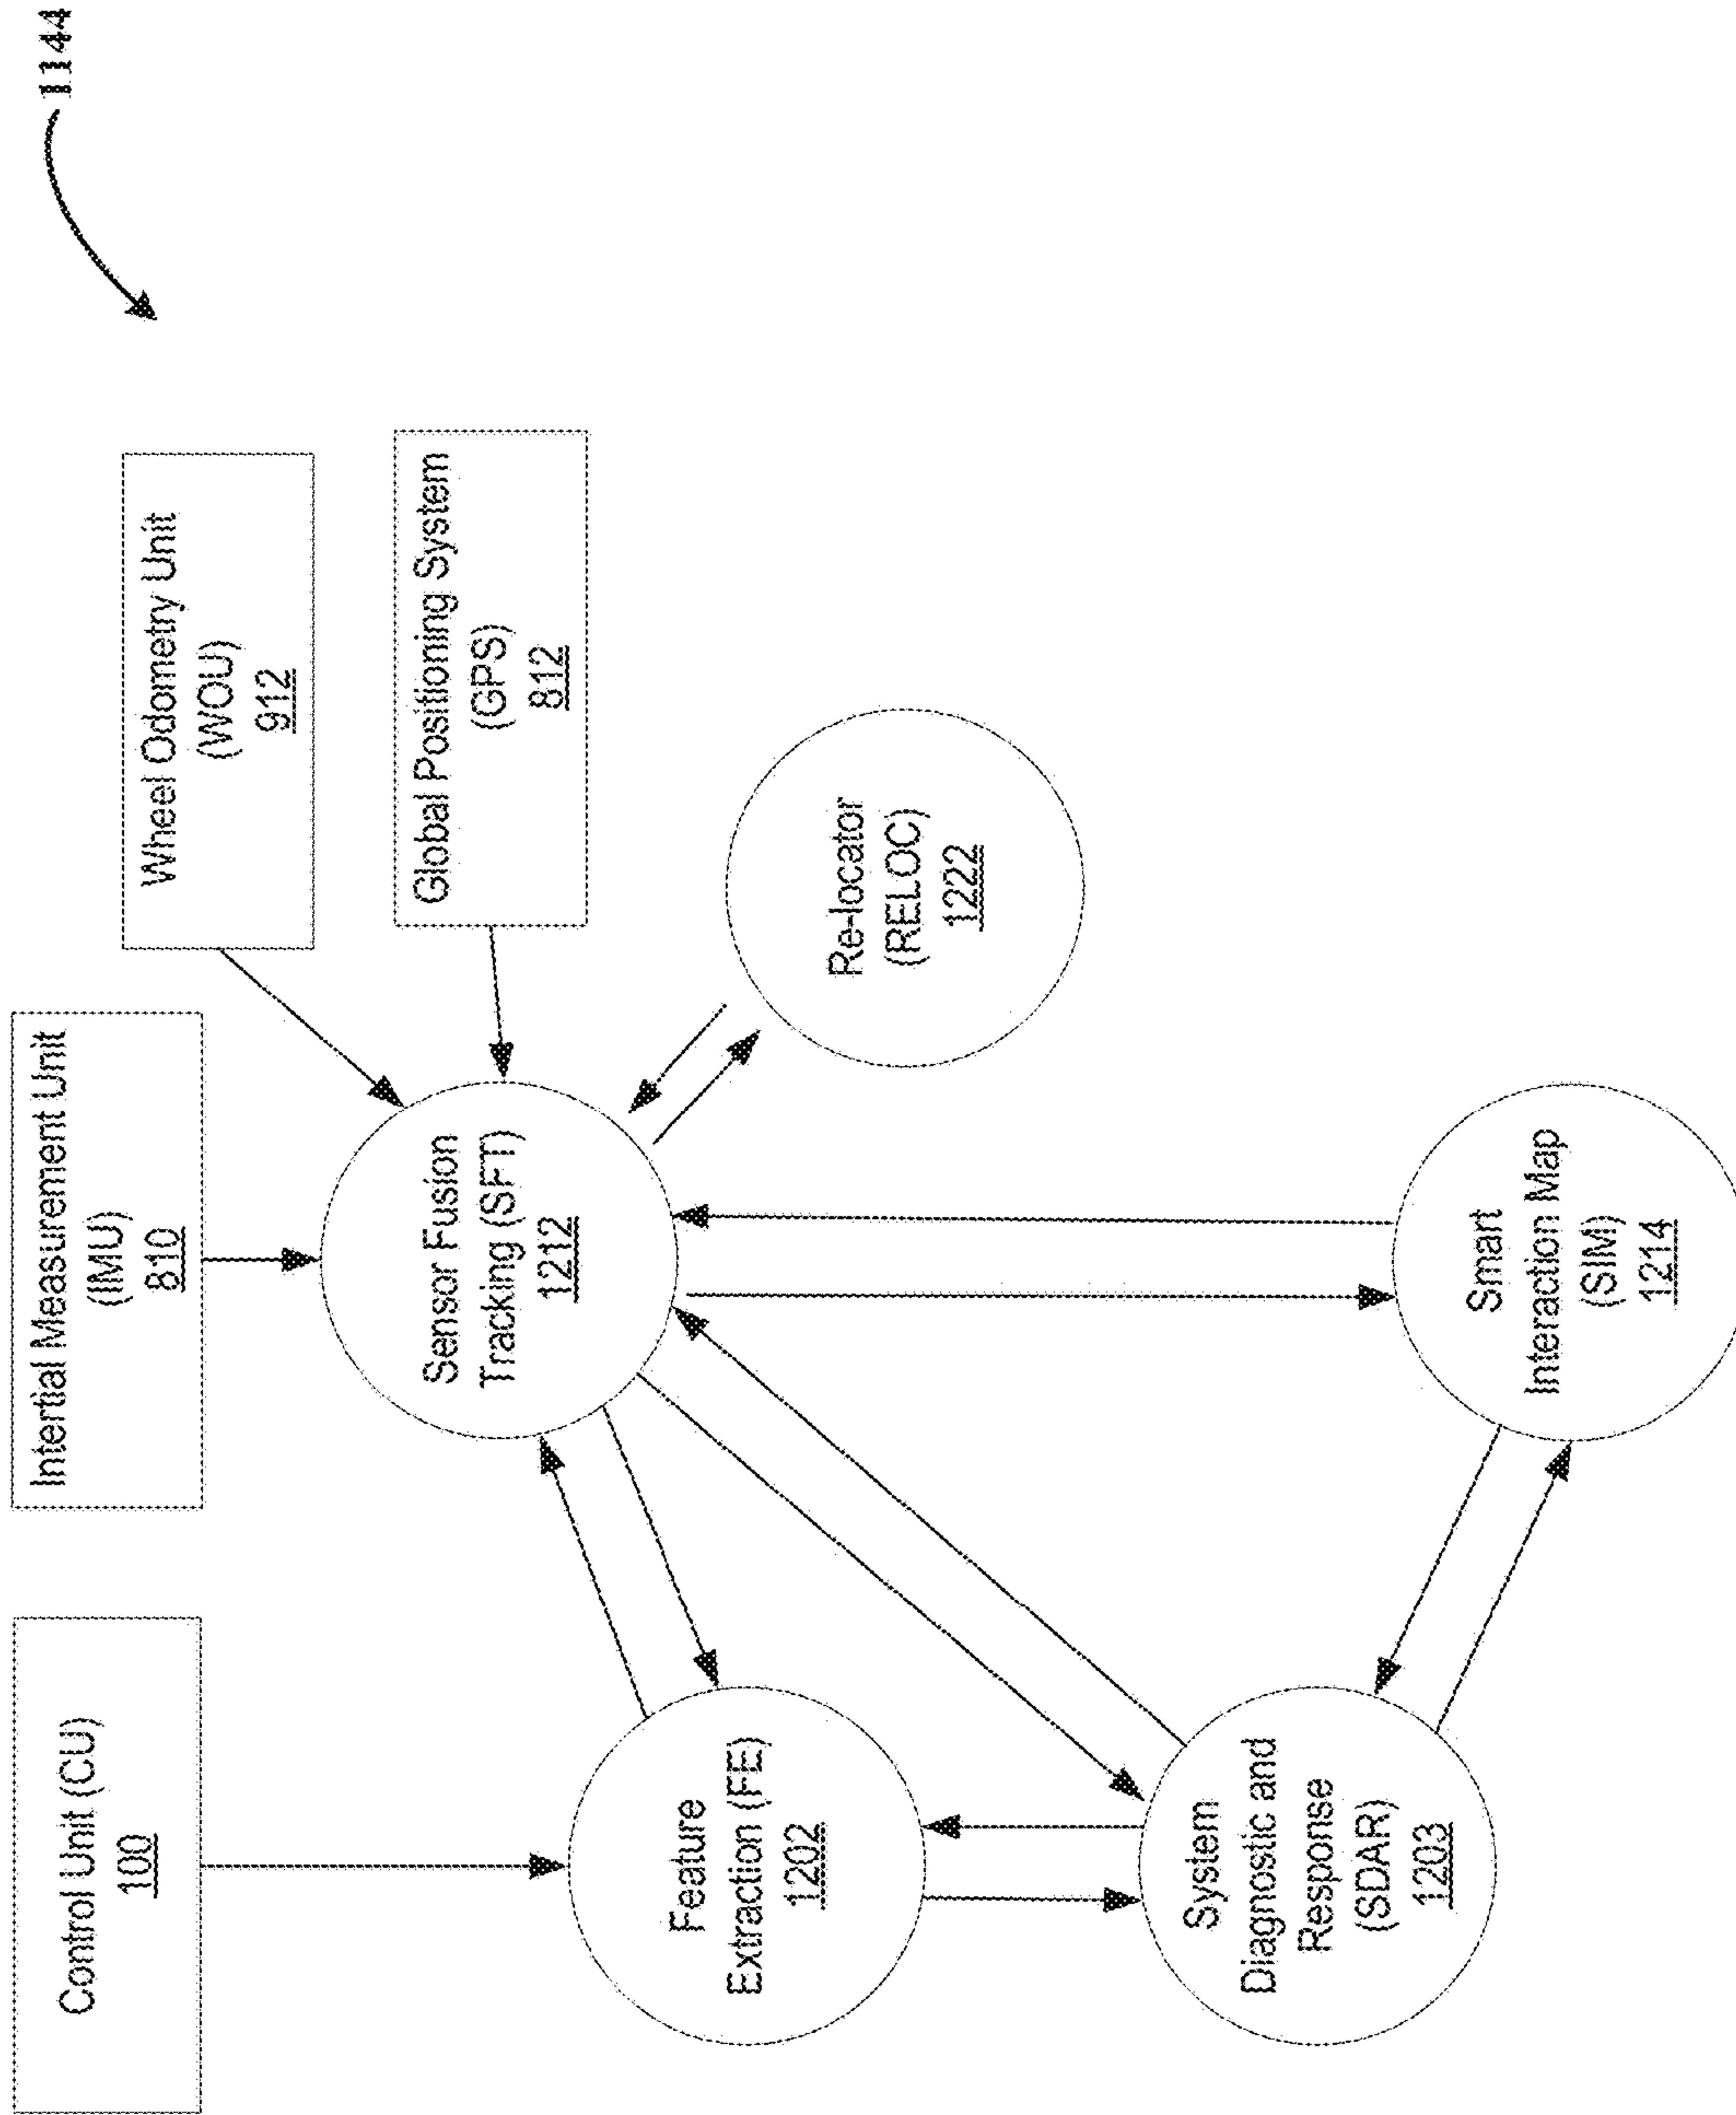 1144
Control Unit (CU)
100
Intertial Measurement Unit
(IMU)
810
Wheel Odometry Unit
(WOU)
912
Global Positioning System
(GPS)
812
Feature
Extraction (FE)
1202
Sensor Fusion
Tracking (SFT)
1212
Re-locator
(RELOC)
1222
System
Diagnostic and
Response
(SDAR)
1203
Smart
Interaction Map
(SIM)
1214